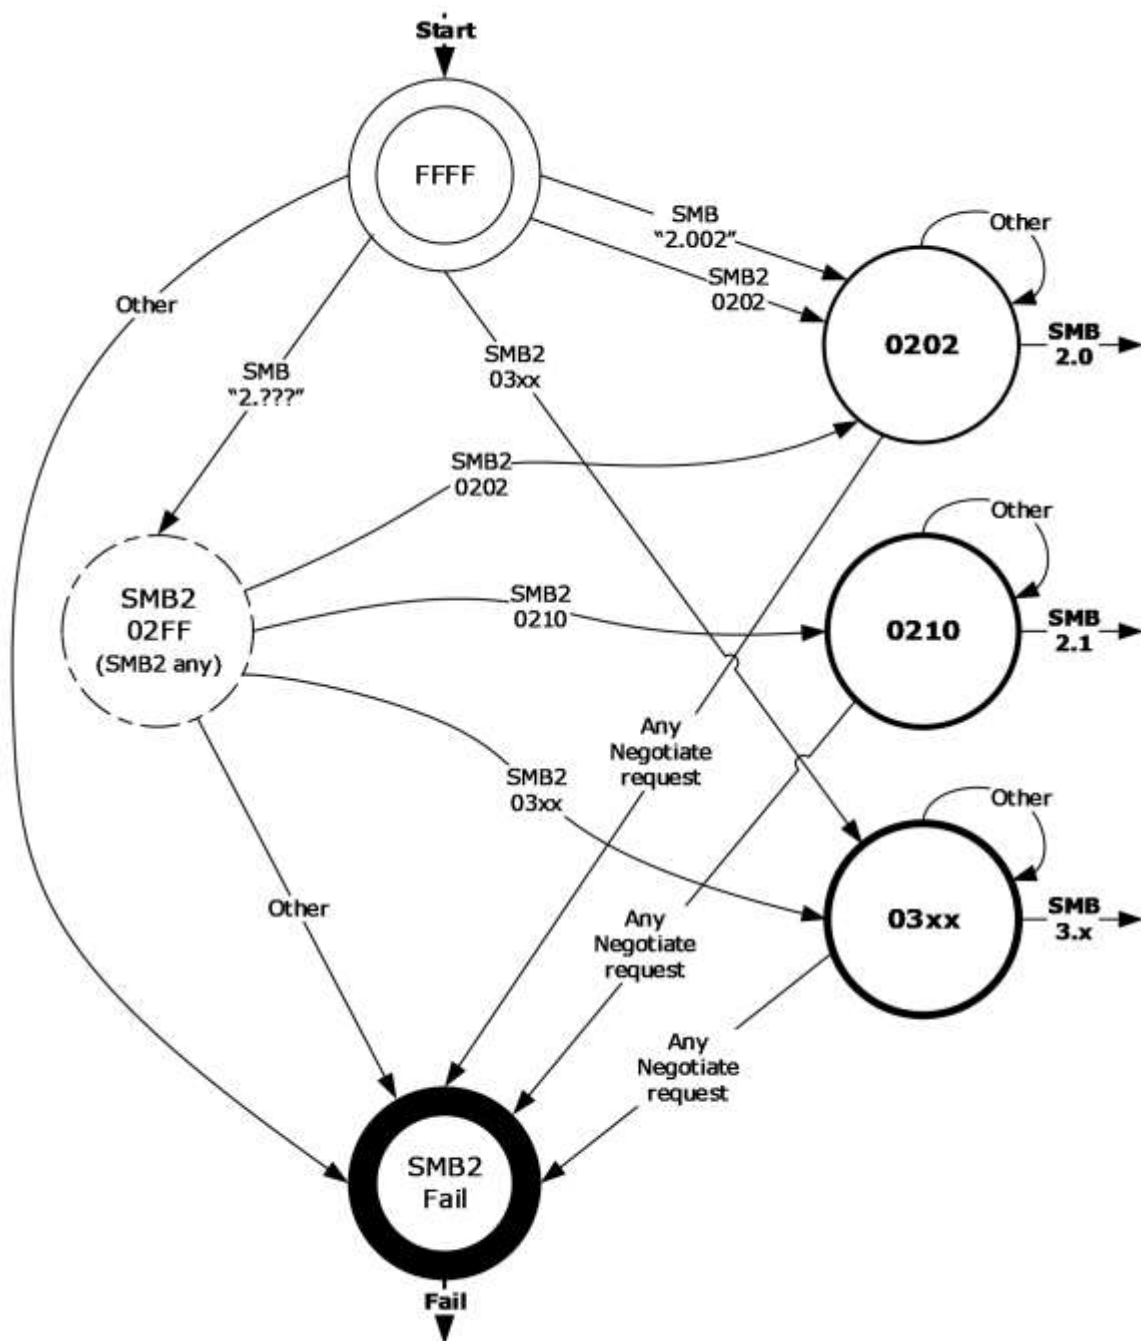 Start
FFFF
SMB
“2.002”
SMB2
0202
Other
0202
SMB
2.0
Other
SMB2
03xx
SMB
“2.???”
SMB2
0202
Other
SMB2
02FF
(SMB2 any)
SMB2
0210
0210
SMB
2.1
Any
Negotiate
request
SMB2
03xx
Other
03xx
SMB
3.x
Other
Any
Negotiate
request
Any
Negotiate
request
SMB2
Fail
Fail